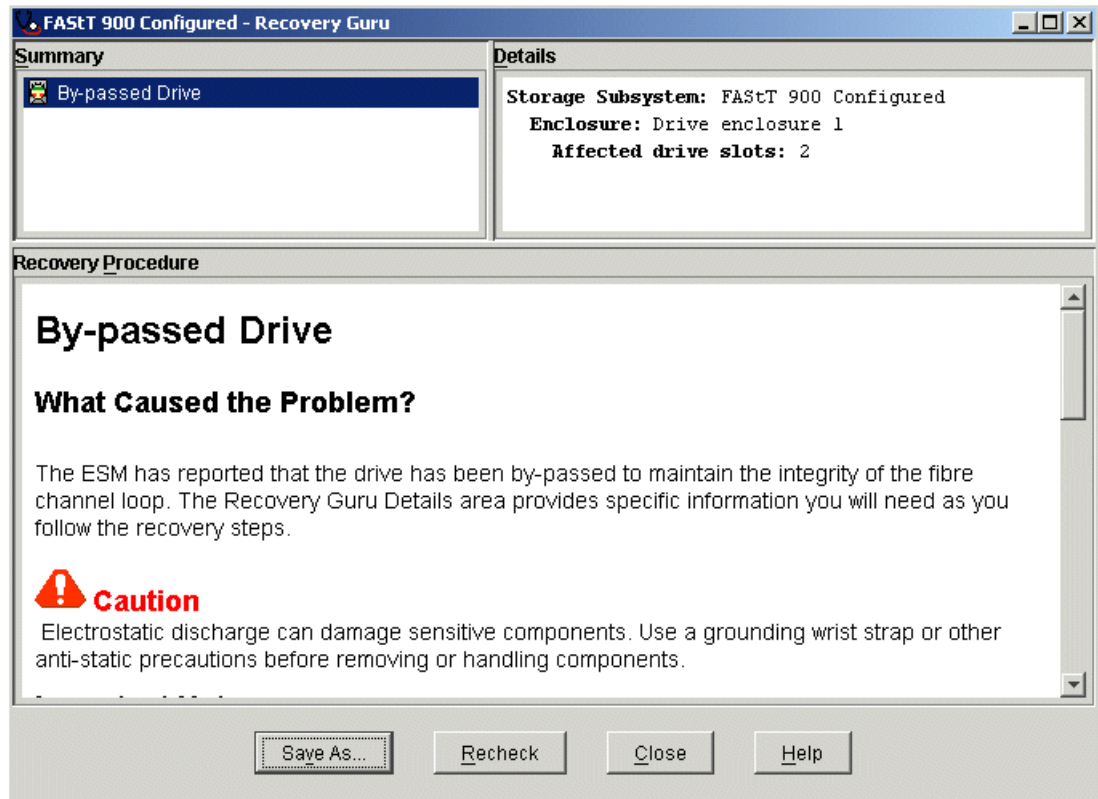 FAStT 900 Configured - Recovery Guru
Summary
By-passed Drive
Details
Storage Subsystem: FAStT 900 Configured
Enclosure: Drive enclosure 1
Affected drive slots: 2
Recovery Procedure
By-passed Drive
What Caused the Problem?
The ESM has reported that the drive has been by-passed to maintain the integrity of the fibre
channel loop. The Recovery Guru Details area provides specific information you will need as you
follow the recovery steps.
Caution
Electrostatic discharge can damage sensitive components. Use a grounding wrist strap or other
anti-static precautions before removing or handling components.
Save As...
Recheck
Close
Help